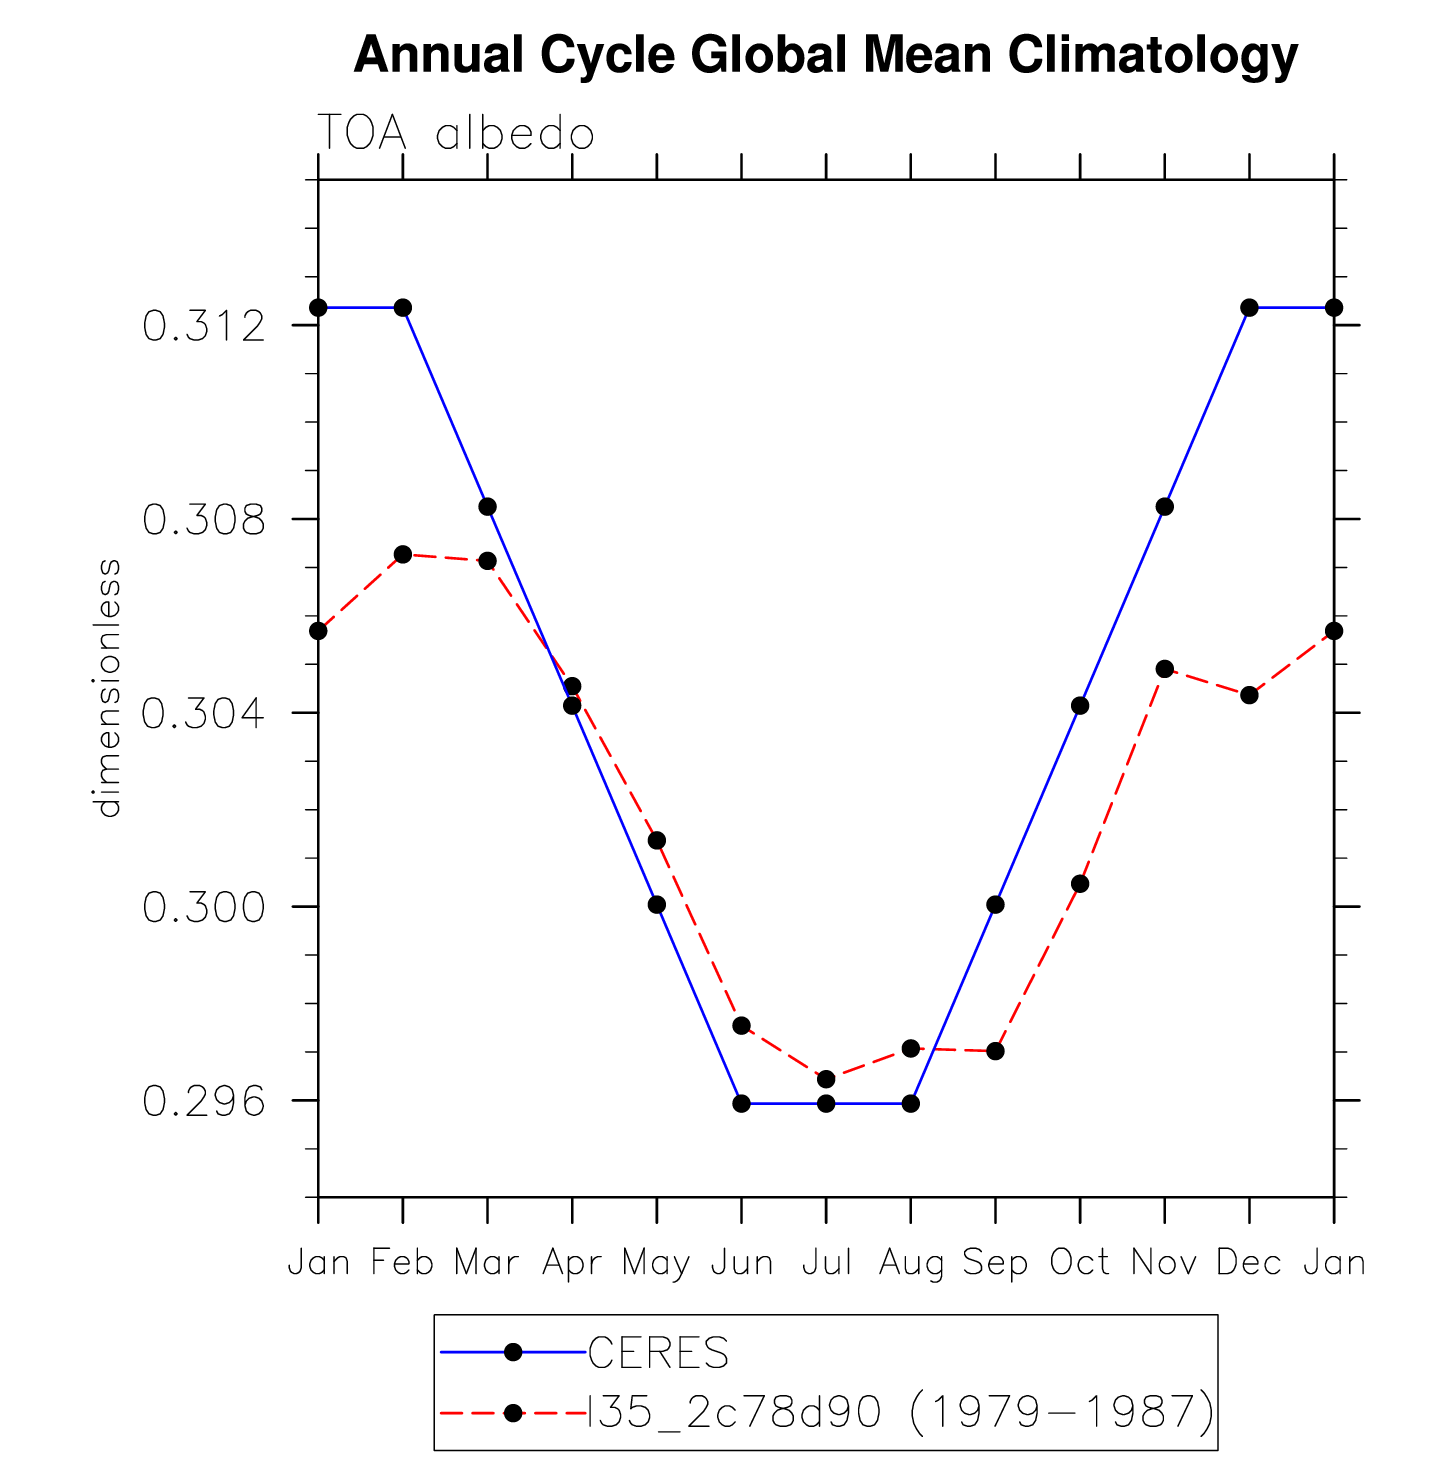 Annual Cycle Global Mean Climatology
TOA albedo
0.312
0.308
0.304
0.300
0.296
dimensionless
Jan Feb Mar Apr May Jun Jul Aug Sep Oct Nov Dec Jan
CERES
I35_2c78d90 (1979-1987)